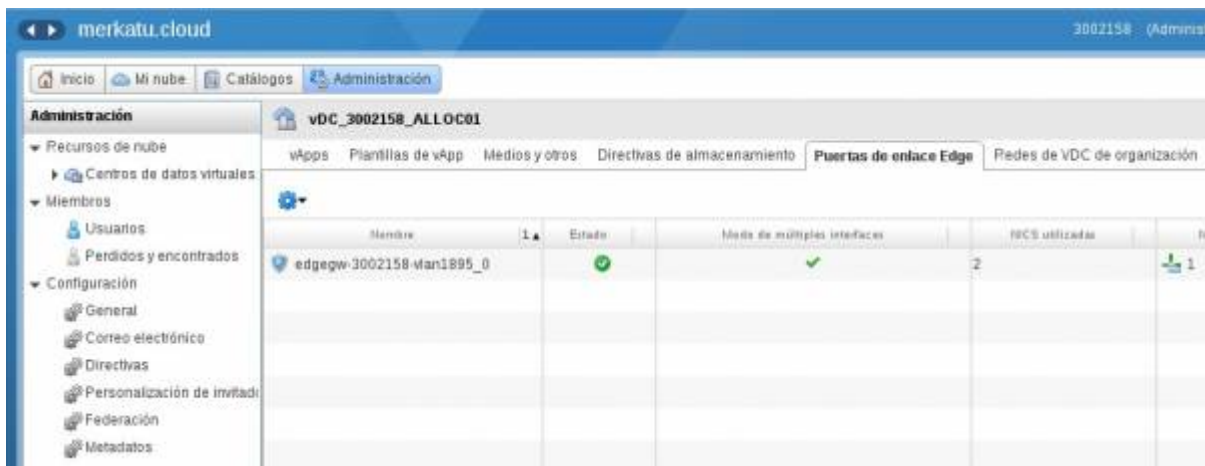 merkatu.cloud
3002158 (Adminis
Inicio Mi nube Catálogos Administración
Administración
vDC_3002158_ALLOC01
Recursos de nube
Centros de datos virtuales
Miembros
Usuarios
Perdidos y encontrados
Configuración
General
Correo electrónico
Directivas
Personalización de invitado
Federación
Metadatos
vApps Plantillas de vApp Medios y otros Directivas de almacenamiento Puertas de enlace Edge Redes de VDC de organización
Nombre 1 Estado Modo de múltiples interfaces NICS utilizadas
edgegw-3002158-vlan1895_0 2 1